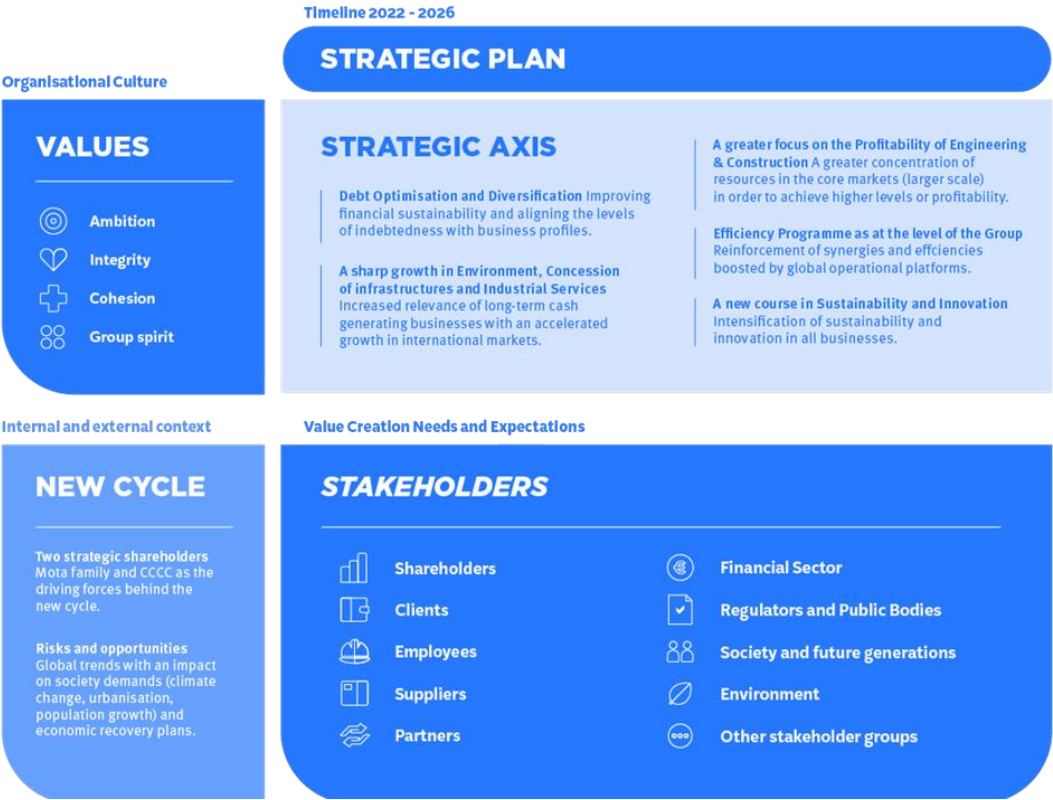 Timeline 2022 - 2026
STRATEGIC PLAN
Organisational Culture
VALUES
Ambition
Integrity
Cohesion
Group spirit
STRATEGIC AXIS
Debt Optimisation and Diversification Improving
financial sustainability and aligning the levels
of indebtedness with business profiles.
A sharp growth in Environment, Concession
of infrastructures and Industrial Services
Increased relevance of long-term cash
generating businesses with an accelerated
growth in international markets.
A greater focus on the Profitability of Engineering
& Construction A greater concentration of
resources in the core markets (larger scale)
in order to achieve higher levels or profitability.
Efficiency Programme as at the level of the Group
Reinforcement of synergies and effciencies
boosted by global operational platforms.
A new course in Sustainability and Innovation
Intensification of sustainability and
innovation in all businesses.
Internal and external context
NEW CYCLE
Two strategic shareholders
Mota family and CCCC as the
driving forces behind the
new cycle.
Risks and opportunities
Global trends with an impact
on society demands (climate
change, urbanisation,
population growth) and
economic recovery plans.
Value Creation Needs and Expectations
STAKEHOLDERS
Shareholders
Clients
Employees
Suppliers
Partners
Financial Sector
Regulators and Public Bodies
Society and future generations
Environment
Other stakeholder groups